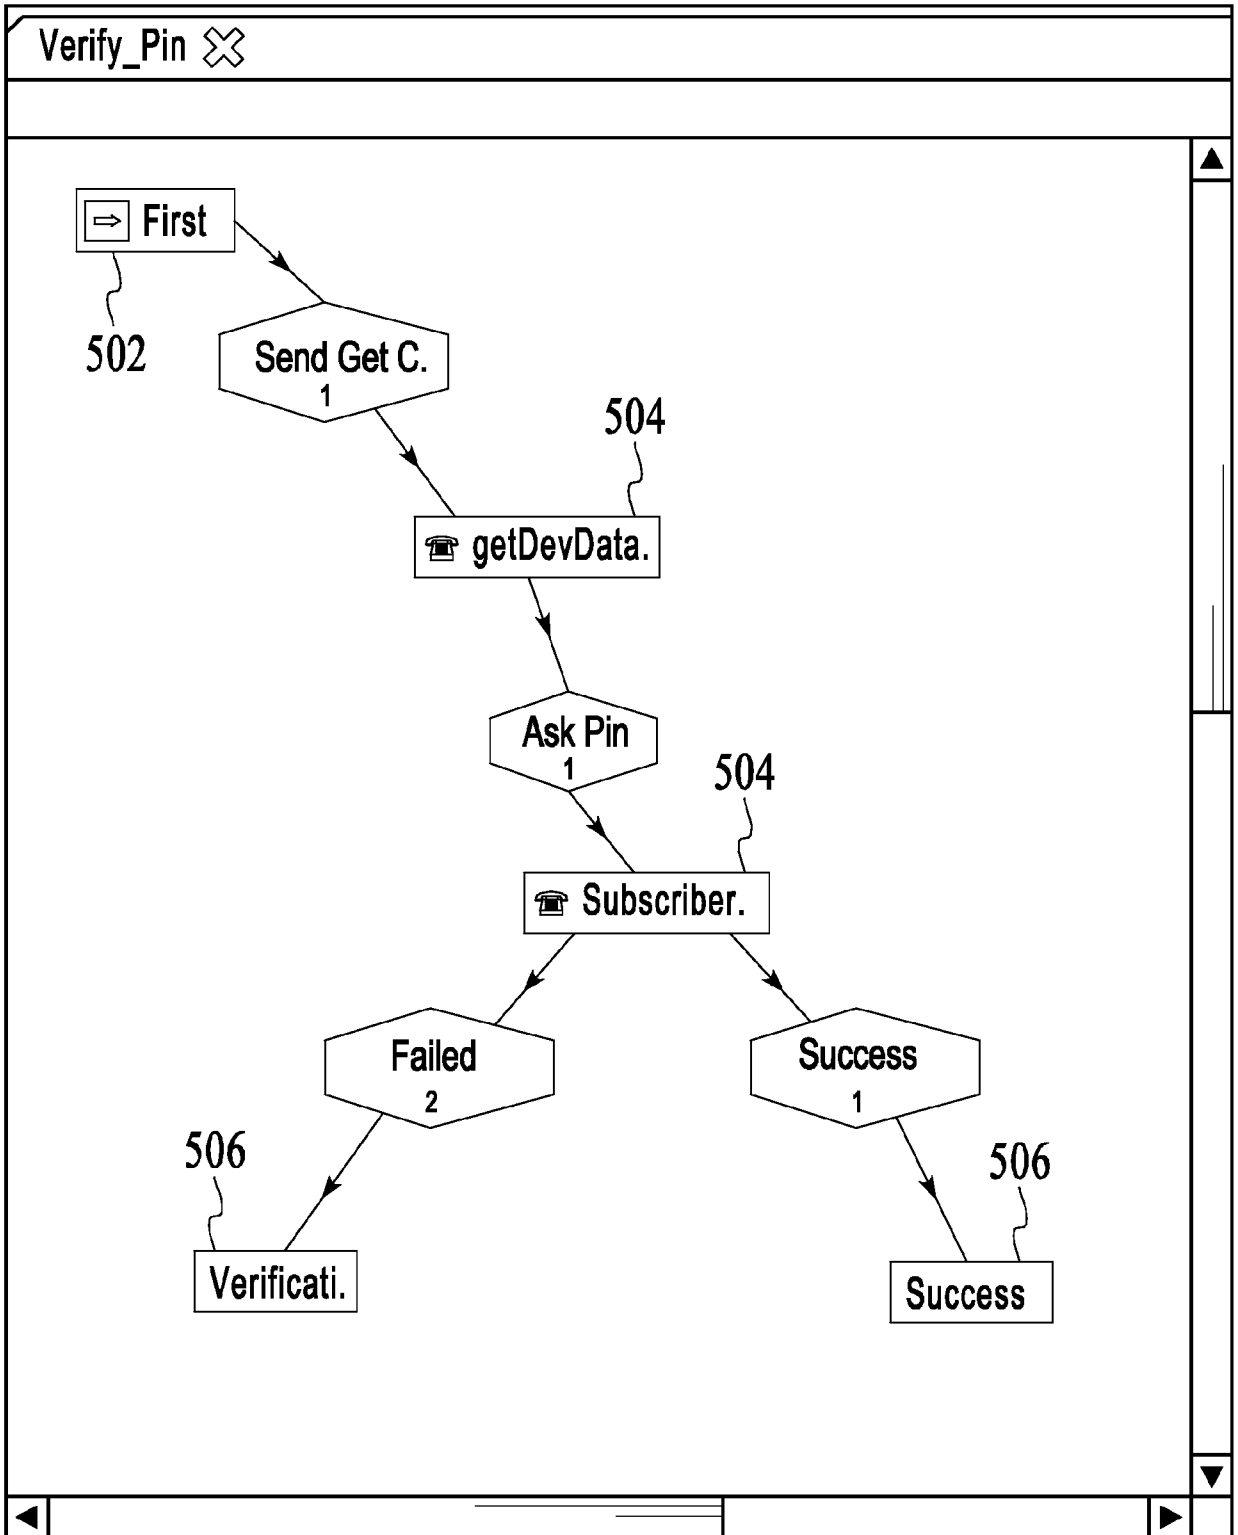 Verify_Pin
First
502
Send Get C.
1
504
getDevData.
Ask Pin
1
504
Subscriber.
Failed
2
Success
1
506
Verificati.
506
Success